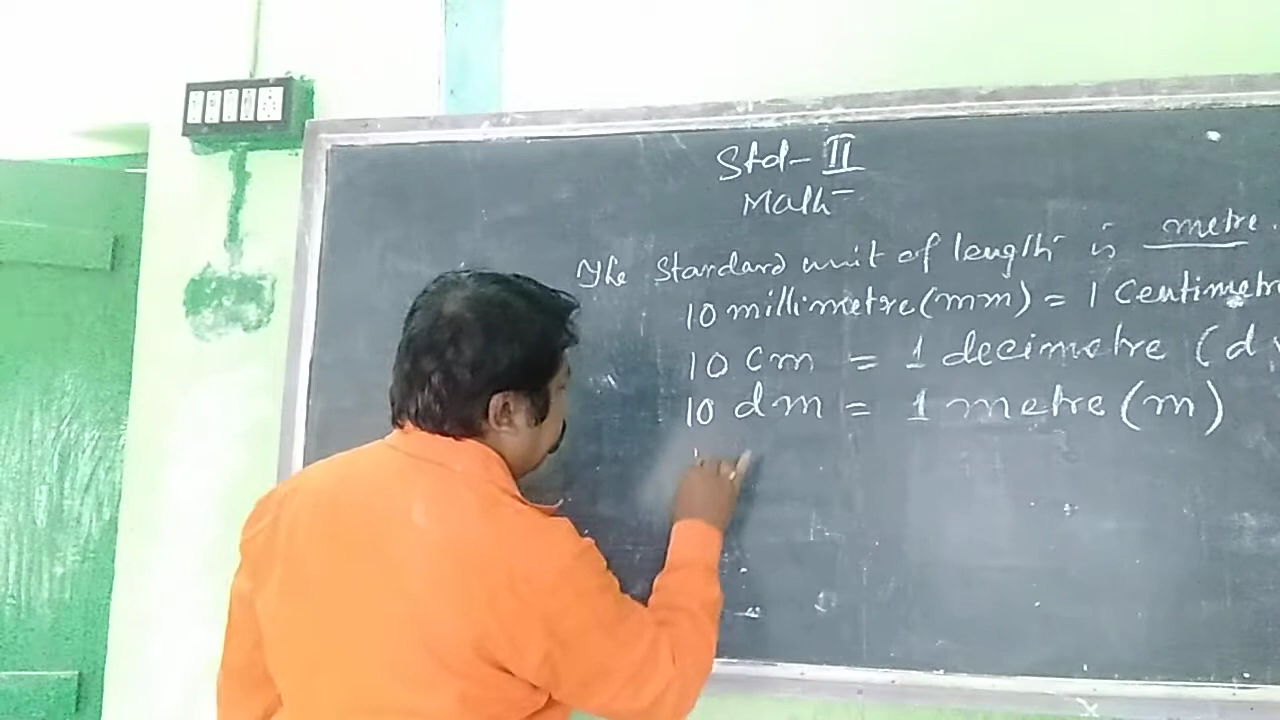 Std- II
Math
The Standard unit of length is metre.
10 millimetre(mm) = 1 Centimetre
10 Cm = 1 decimetre (d
10 dm = 1 metre (m)